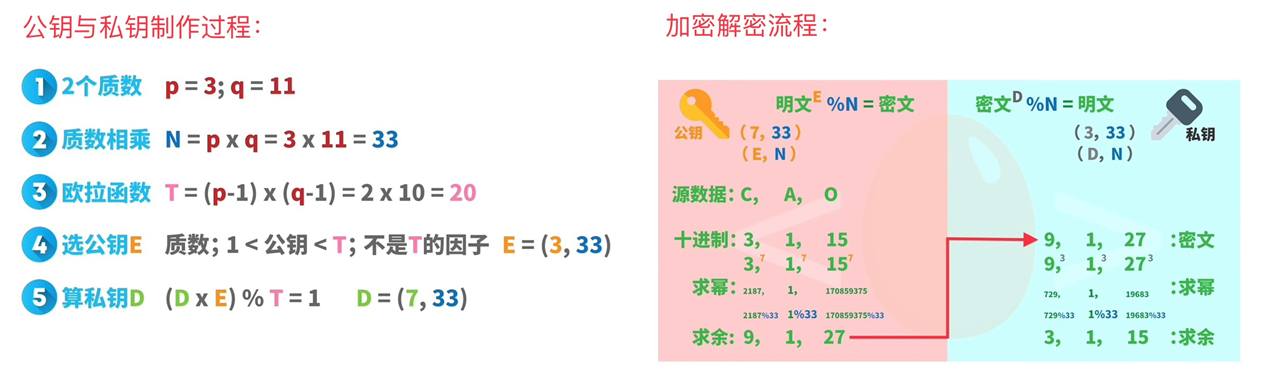 公钥与私钥制作过程：
1 2个质数 p = 3; q = 11
2 质数相乘 N = p x q = 3 x 11 = 33
3 欧拉函数 T = (p-1) x (q-1) = 2 x 10 = 20
4 选公钥E 质数；1 < 公钥 < T；不是T的因子 E = (3, 33)
5 算私钥D (D x E) % T = 1 D = (7, 33)
加密解密流程：
明文E %N = 密文
公钥
（7, 33）
（E, N）
源数据：C, A, O
十进制：3, 1, 15
3,7 1,7 157
求幂：2187, 1, 170859375
2187%33 1%33 170859375%33
求余：9, 1, 27
密文D %N = 明文
（3, 33）
私钥
（D, N）
9, 1, 27 :密文
9,3 1,3 273
729, 1, 19683 :求幂
729%33 1%33 19683%33
3, 1, 15 :求余